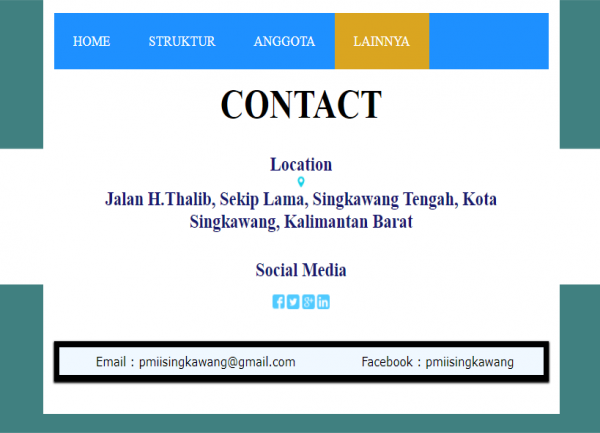 HOME STRUKTUR ANGGOTA LAINNYA
CONTACT
Location
Jalan H.Thalib, Sekip Lama, Singkawang Tengah, Kota
Singkawang, Kalimantan Barat
Social Media
Email : pmiisingkawang@gmail.com Facebook : pmiisingkawang